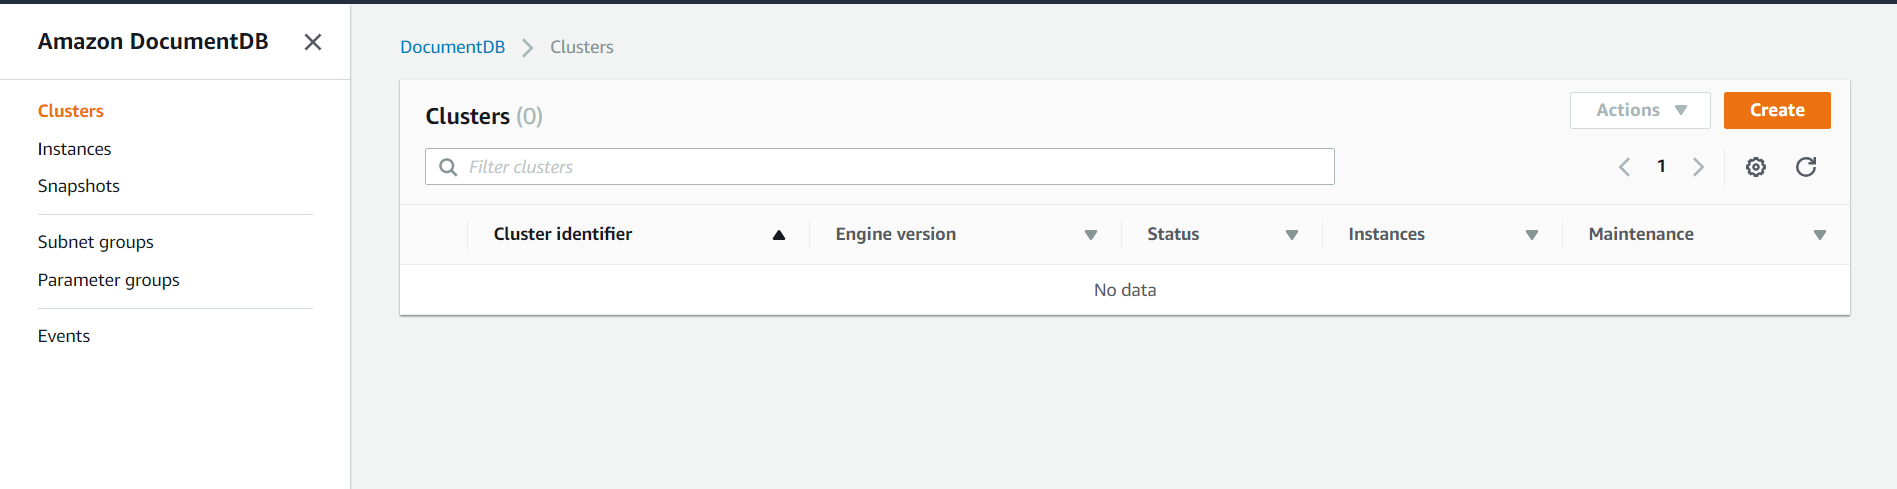 Amazon DocumentDB
Clusters
Instances
Snapshots
Subnet groups
Parameter groups
Events
DocumentDB Clusters
Clusters (0)
Actions
Create
Filter clusters
1
Cluster identifier Engine version Status Instances Maintenance
No data